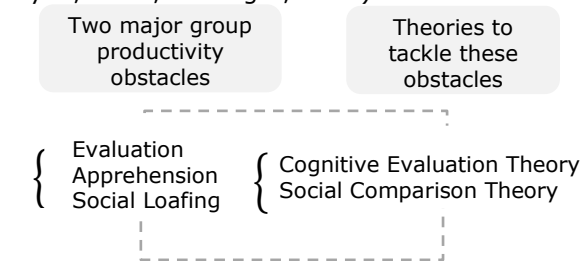 Two major group
productivity
obstacles
Theories to
tackle these
obstacles
Evaluation
Apprehension
Social Loafing
Cognitive Evaluation Theory
Social Comparison Theory